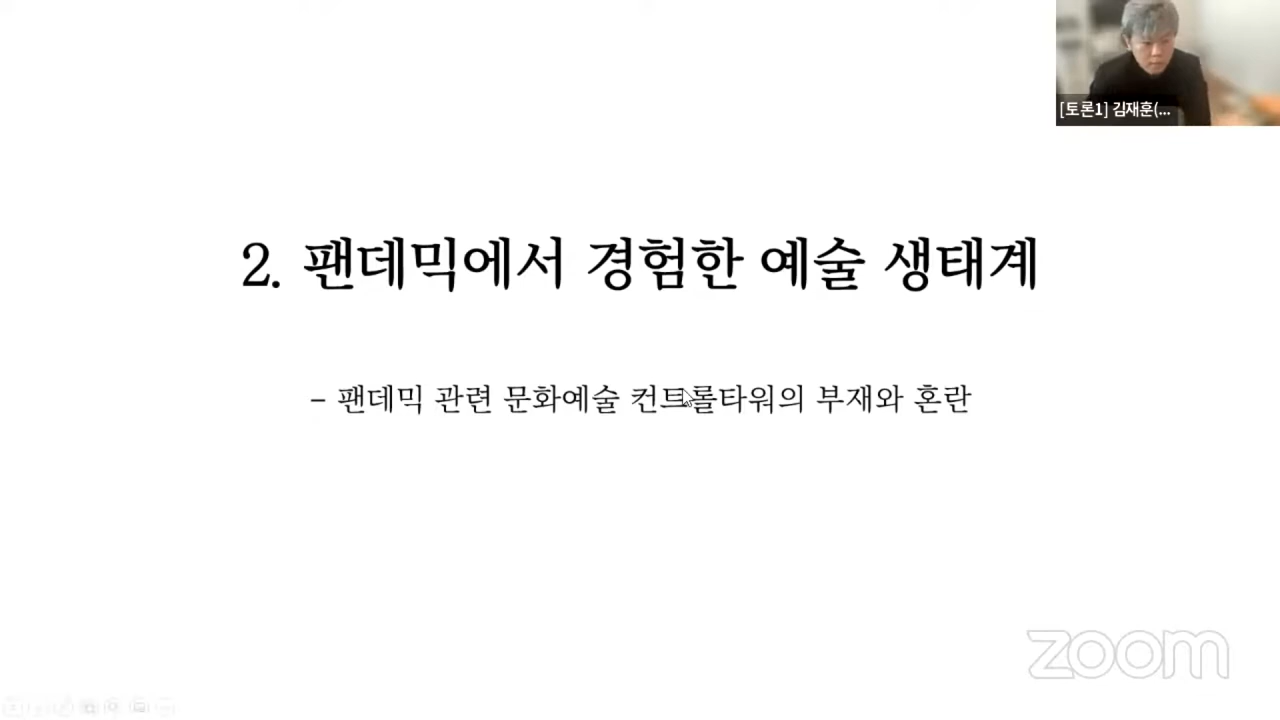 [토론1] 김재훈(...
2. 팬데믹에서 경험한 예술 생태계
– 팬데믹 관련 문화예술 컨트롤타워의 부재와 혼란
zoom